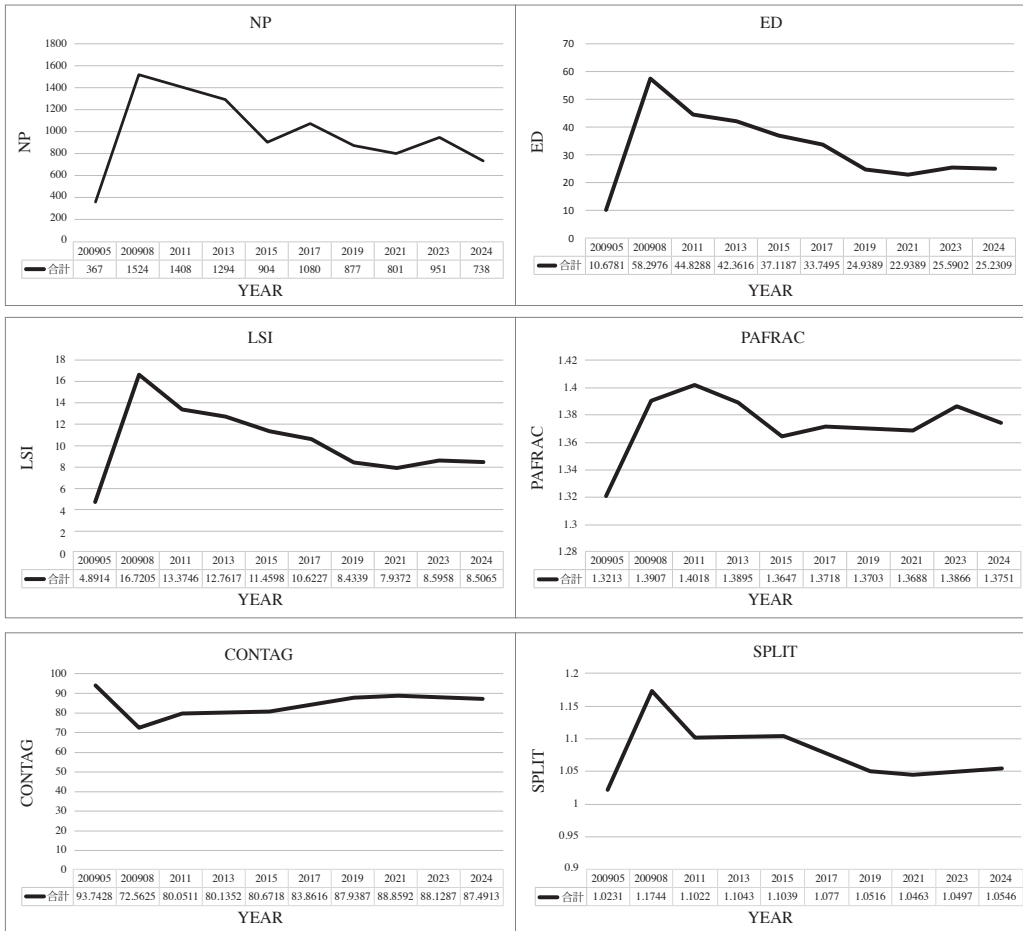 NP
1800
1600
1400
1200
1000
800
600
400
200
0
NP
200905 200908 2011 2013 2015 2017 2019 2021 2023 2024
合計 367 1524 1408 1294 904 1080 877 801 951 738
YEAR
ED
70
60
50
40
30
20
10
0
ED
200905 200908 2011 2013 2015 2017 2019 2021 2023 2024
合計 10.6781 58.2976 44.8288 42.3616 37.1187 33.7495 24.9389 22.9389 25.5902 25.2309
YEAR
LSI
18
16
14
12
10
8
6
4
2
0
LSI
200905 200908 2011 2013 2015 2017 2019 2021 2023 2024
合計 4.8914 16.7205 13.3746 12.7617 11.4598 10.6227 8.4339 7.9372 8.5958 8.5065
YEAR
PAFRAC
1.42
1.4
1.38
1.36
1.34
1.32
1.3
1.28
PAFRAC
200905 200908 2011 2013 2015 2017 2019 2021 2023 2024
合計 1.3213 1.3907 1.4018 1.3895 1.3647 1.3718 1.3703 1.3688 1.3866 1.3751
YEAR
CONTAG
100
90
80
70
60
50
40
30
20
10
0
CONTAG
200905 200908 2011 2013 2015 2017 2019 2021 2023 2024
合計 93.7428 72.5625 80.0511 80.1352 80.6718 83.8616 87.9387 88.8592 88.1287 87.4913
YEAR
SPLIT
1.2
1.15
1.1
1.05
1
0.95
0.9
SPLIT
200905 200908 2011 2013 2015 2017 2019 2021 2023 2024
合計 1.0231 1.1744 1.1022 1.1043 1.1039 1.077 1.0516 1.0463 1.0497 1.0546
YEAR